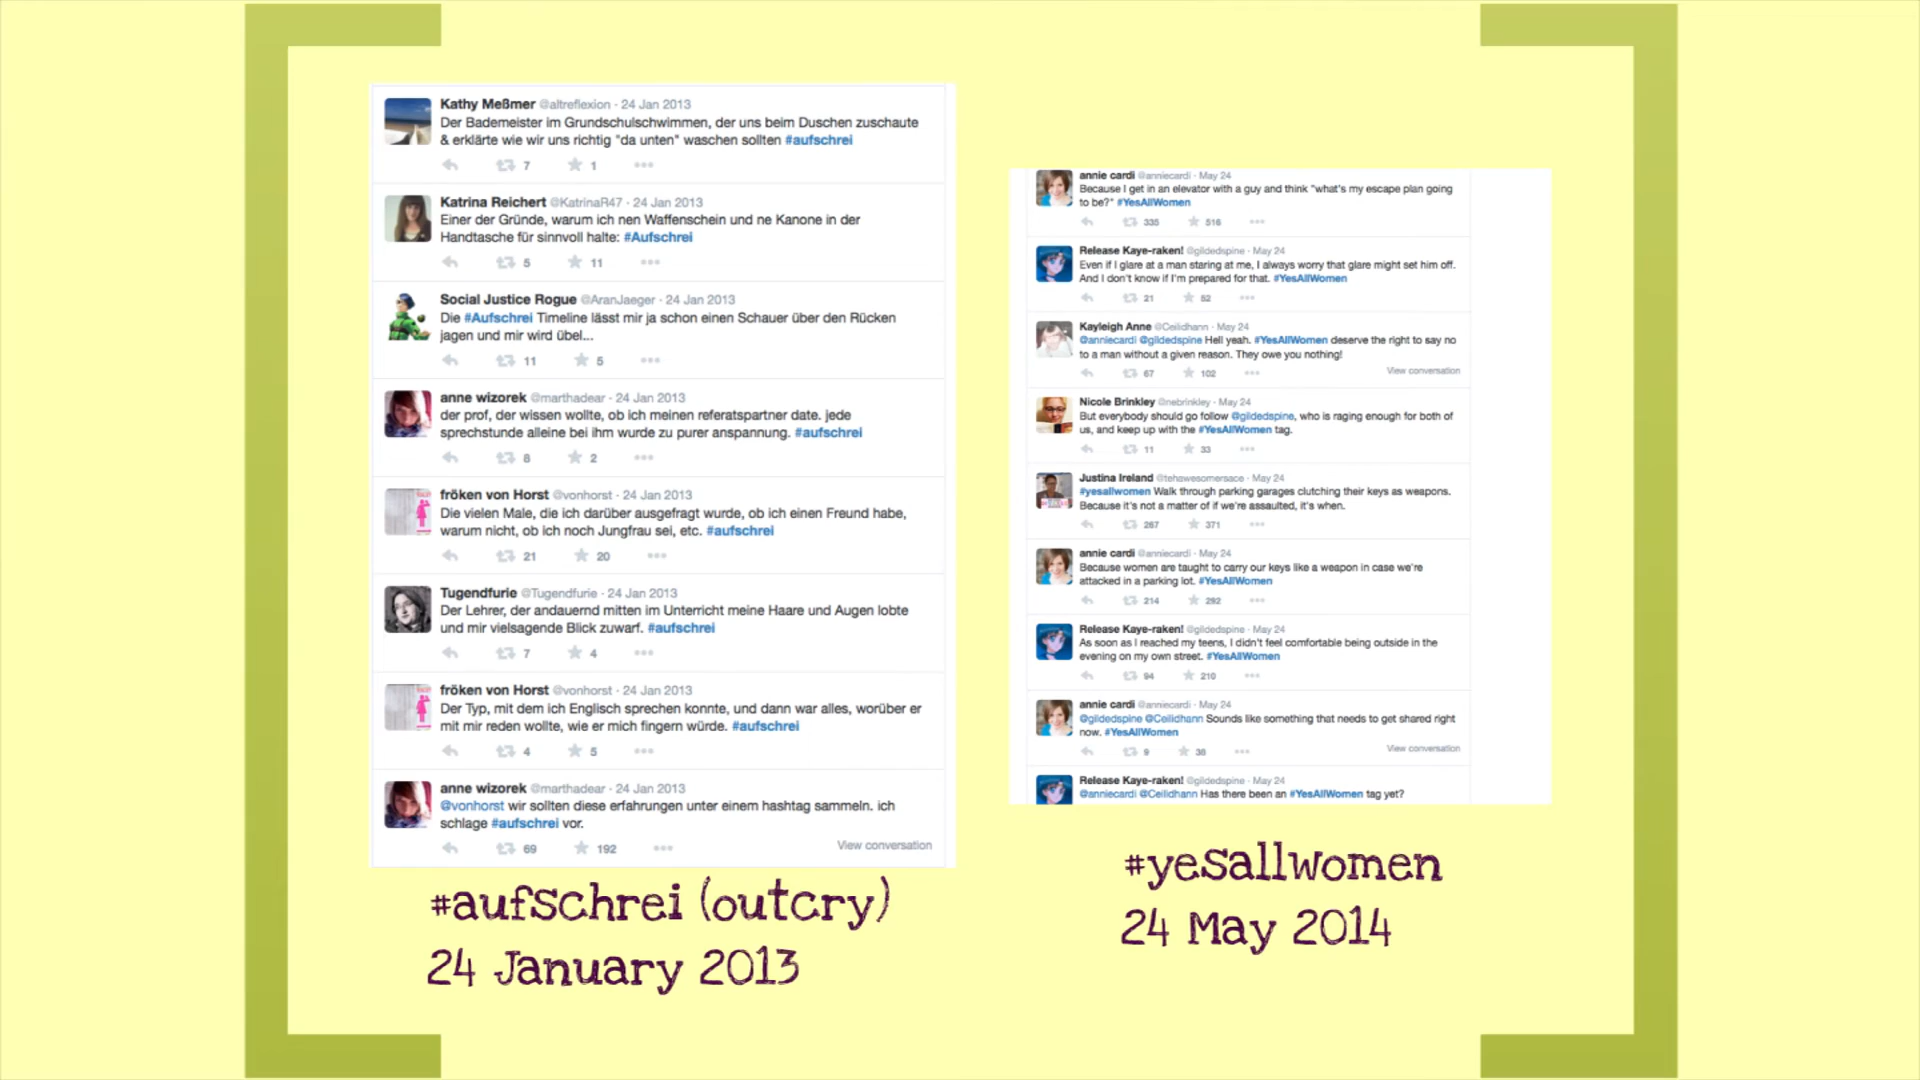 Kathy Meßmer @altreflexion · 24 Jan 2013
Der Bademeister im Grundschulschwimmen, der uns beim Duschen zuschaute
& erklärte wie wir uns richtig "da unten" waschen sollten #aufschrei
7 1
Katrina Reichert @KatrinaR47 · 24 Jan 2013
Einer der Gründe, warum ich nen Waffenschein und ne Kanone in der
Handtasche für sinnvoll halte: #Aufschrei
5 11
Social Justice Rogue @AranJaeger · 24 Jan 2013
Die #Aufschrei Timeline lässt mir ja schon einen Schauer über den Rücken
jagen und mir wird übel...
11 5
anne wizorek @marthadear · 24 Jan 2013
der prof, der wissen wollte, ob ich meinen referatspartner date. jede
sprechstunde alleine bei ihm wurde zu purer anspannung. #aufschrei
8 2
fröken von Horst @vonhorst · 24 Jan 2013
Die vielen Male, die ich darüber ausgefragt wurde, ob ich einen Freund habe,
warum nicht, ob ich noch Jungfrau sei, etc. #aufschrei
21 20
Tugendfurie @Tugendfurie · 24 Jan 2013
Der Lehrer, der andauernd mitten im Unterricht meine Haare und Augen lobte
und mir vielsagende Blick zuwarf. #aufschrei
7 4
fröken von Horst @vonhorst · 24 Jan 2013
Der Typ, mit dem ich Englisch sprechen konnte, und dann war alles, worüber er
mit mir reden wollte, wie er mich fingern würde. #aufschrei
4 5
anne wizorek @marthadear · 24 Jan 2013
@vonhorst wir sollten diese erfahrungen unter einem hashtag sammeln. ich
schlage #aufschrei vor.
69 192 View conversation
#aufschrei (outcry)
24 January 2013
annie cardi @anniecardi · May 24
Because I get in an elevator with a guy and think "what's my escape plan going
to be?" #YesAllWomen
335 516
Release Kaye-raken! @gildedspine · May 24
Even if I glare at a man staring at me, I always worry that glare might set him off.
And I don't know if I'm prepared for that. #YesAllWomen
21 52
Kayleigh Anne @Ceilidhann · May 24
@anniecardi @gildedspine Hell yeah. #YesAllWomen deserve the right to say no
to a man without a given reason. They owe you nothing!
67 102 View conversation
Nicole Brinkley @nebrinkley · May 24
But everybody should go follow @gildedspine, who is raging enough for both of
us, and keep up with the #YesAllWomen tag.
11 33
Justina Ireland @tehawesomersace · May 24
#yesallwomen Walk through parking garages clutching their keys as weapons.
Because it's not a matter of if we're assaulted, it's when.
267 371
annie cardi @anniecardi · May 24
Because women are taught to carry our keys like a weapon in case we're
attacked in a parking lot. #YesAllWomen
214 292
Release Kaye-raken! @gildedspine · May 24
As soon as I reached my teens, I didn't feel comfortable being outside in the
evening on my own street. #YesAllWomen
94 210
annie cardi @anniecardi · May 24
@gildedspine @Ceilidhann Sounds like something that needs to get shared right
now. #YesAllWomen
9 38 View conversation
Release Kaye-raken! @gildedspine · May 24
@anniecardi @Ceilidhann Has there been an #YesAllWomen tag yet?
#yesallwomen
24 May 2014